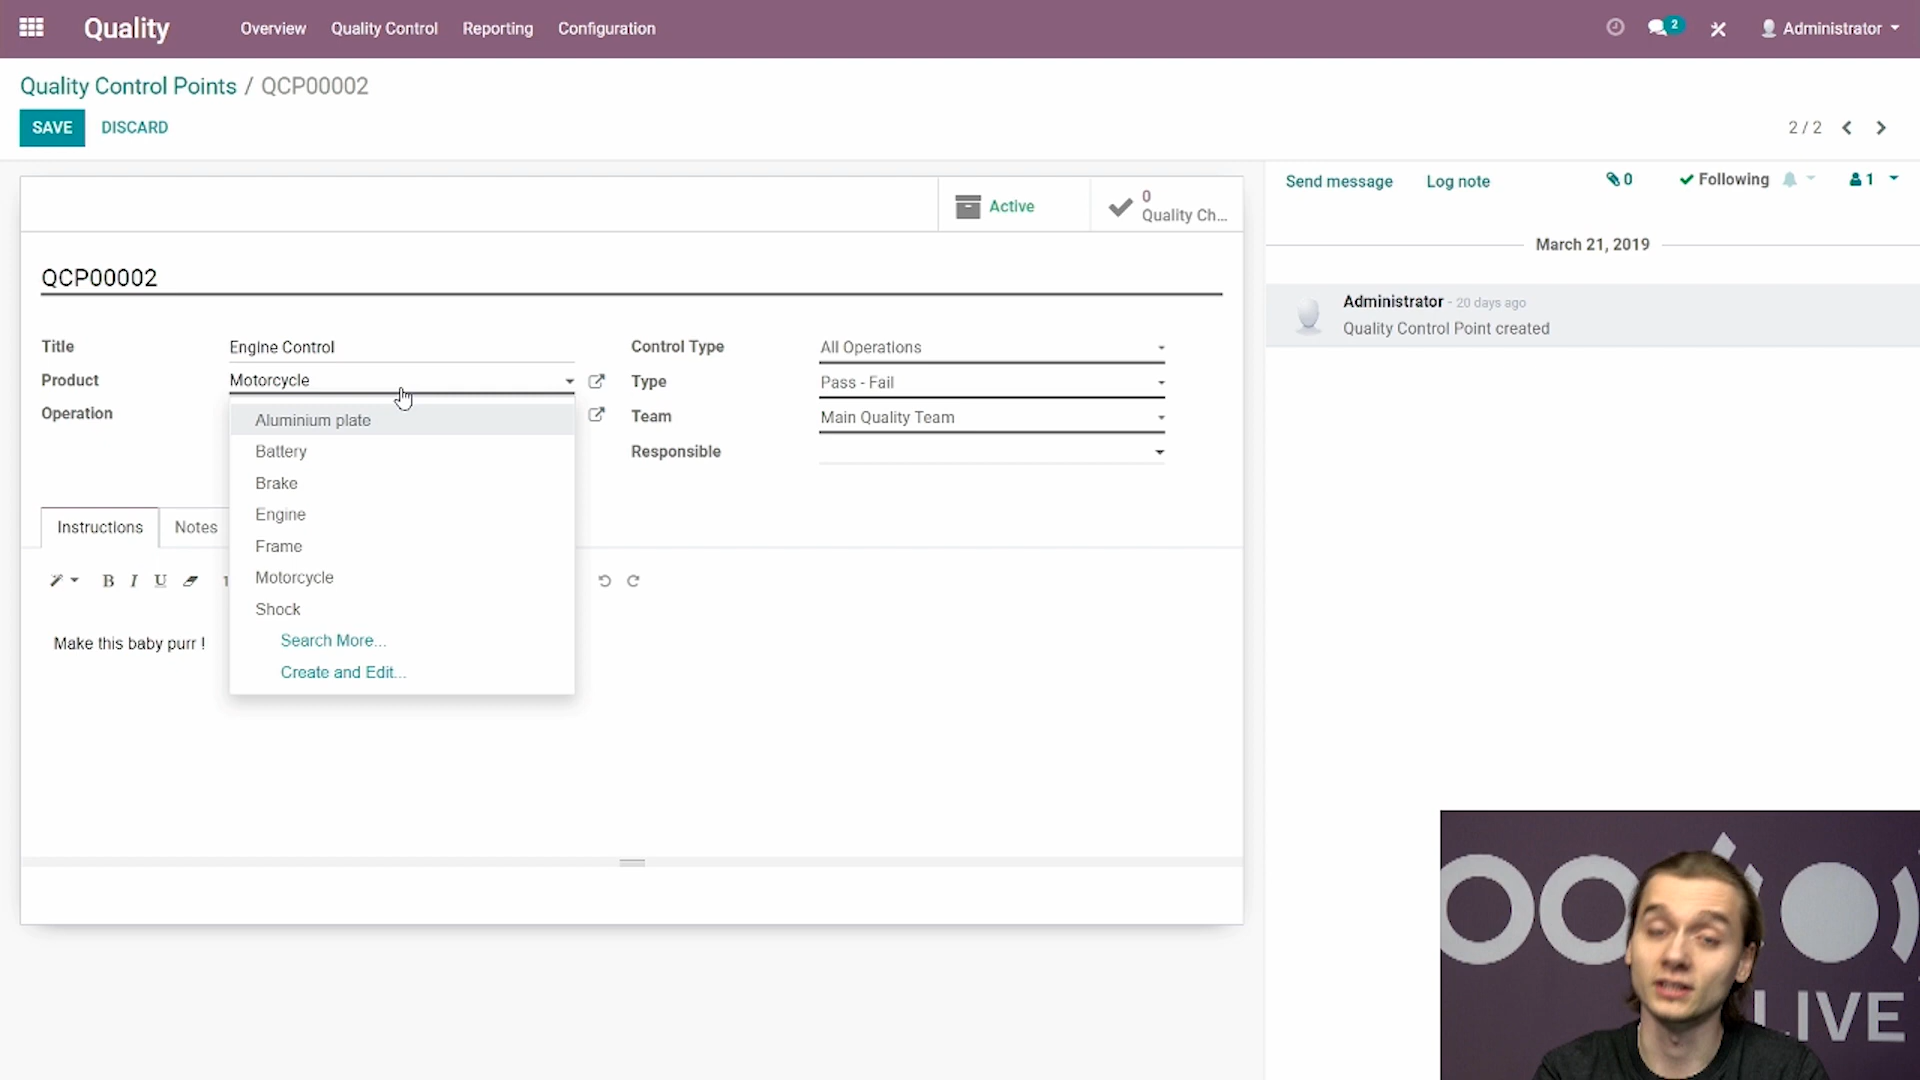 Quality
Overview
Quality Control
Reporting
Configuration
2
Administrator
Quality Control Points / QCP00002
SAVE
DISCARD
2 / 2
Active
0
Quality Ch...
Send message
Log note
0
Following
1
March 21, 2019
Administrator - 20 days ago
Quality Control Point created
QCP00002
Title
Engine Control
Product
Motorcycle
Operation
Control Type
All Operations
Type
Pass - Fail
Team
Main Quality Team
Responsible
Aluminium plate
Battery
Brake
Engine
Frame
Motorcycle
Shock
Search More...
Create and Edit...
Instructions
Notes
B I U
Make this baby purr !
LIVE